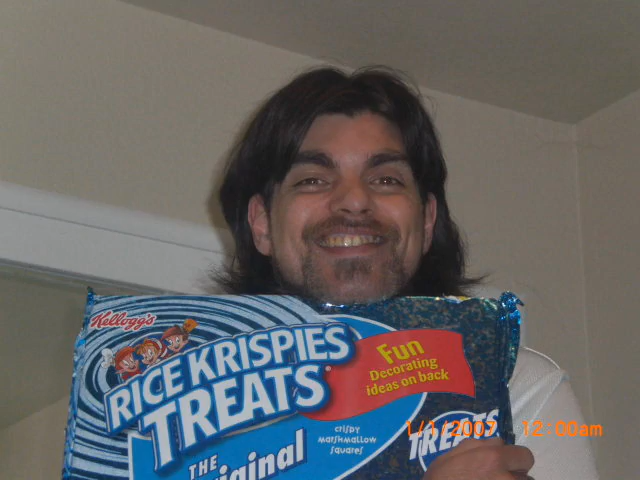 Kellogg's
RICE KRISPIES
TREATS
THE
original
Fun
Decorating
ideas on back
crispy
marshmallow
squares
TREATS
1/1/2007 12:00am